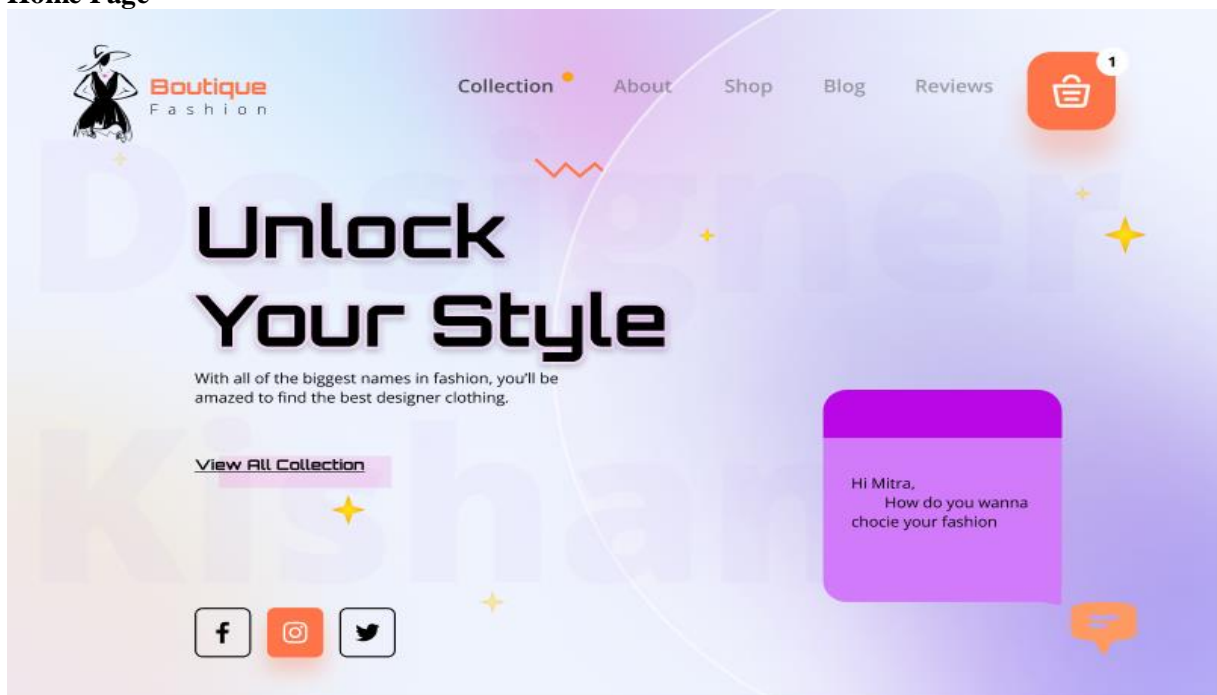 Home Page
Boutique
Fashion
Collection
About
Shop
Blog
Reviews
1
Designer
Unlock
Your Style
With all of the biggest names in fashion, you'll be
amazed to find the best designer clothing.
Kishan
View All Collection
Hi Mitra,
How do you wanna
chocie your fashion